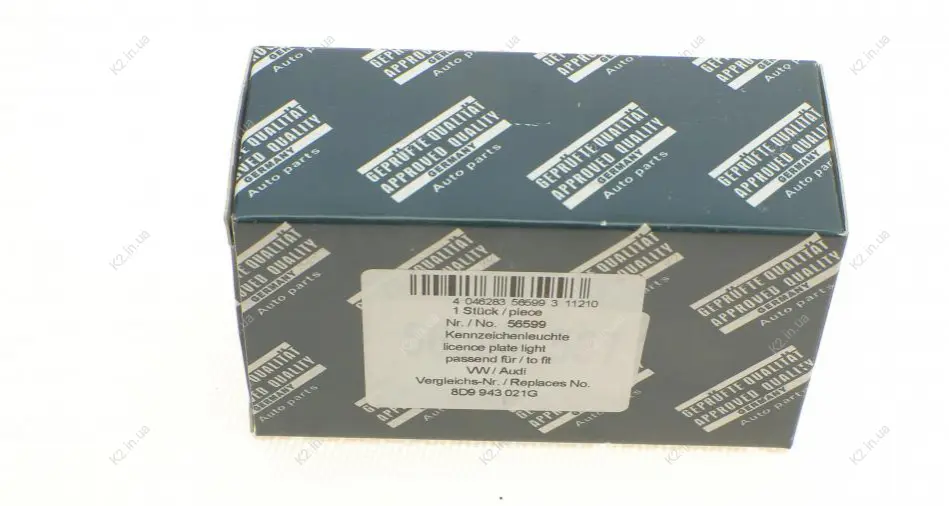 GEPRÜFTE QUALITÄT
APPROVED QUALITY
GERMANY
Auto parts
4 046283 56599 3 11210
1 Stück / piece
Nr. / No. 56599
Kennzeichenleuchte
licence plate light
passend für / to fit
VW / Audi
Vergleichs-Nr. / Replaces No.
8D9 943 021G
K2.in.ua